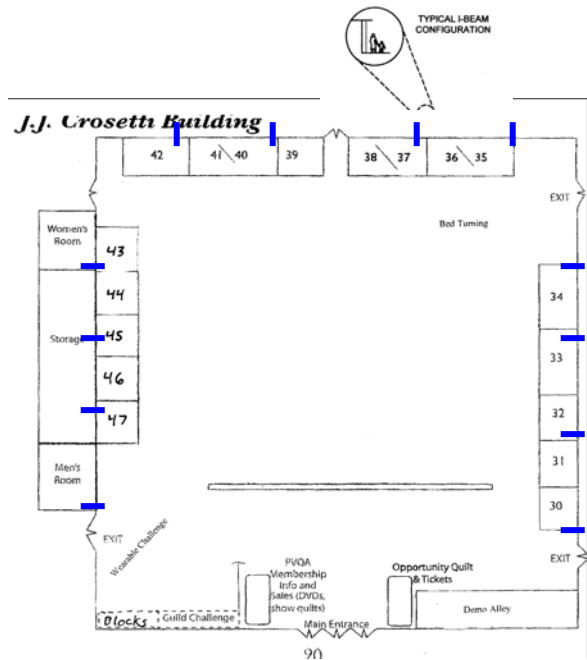 TYPICAL I-BEAM
CONFIGURATION
J.J. Crosetti Building
42
41 \ 40
39
38 \ 37
36 \ 35
EXIT
Women's
Room
Bed Turning
43
44
34
Storage
45
33
46
47
32
31
Men's
Room
30
EXIT
Wearable Challenge
PVQA
Membership
Info and
Sales (DVDs,
show quilts)
Opportunity Quilt
& Tickets
EXIT
Blocks
Guild Challenge
Main Entrance
Demo Alley
20